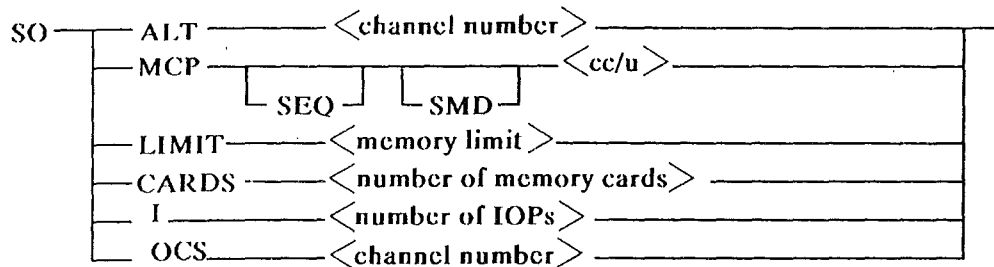 SO ALT <channel number>
MCP SEQ SMD <cc/u>
LIMIT <memory limit>
CARDS <number of memory cards>
I <number of IOPs>
OCS <channel number>